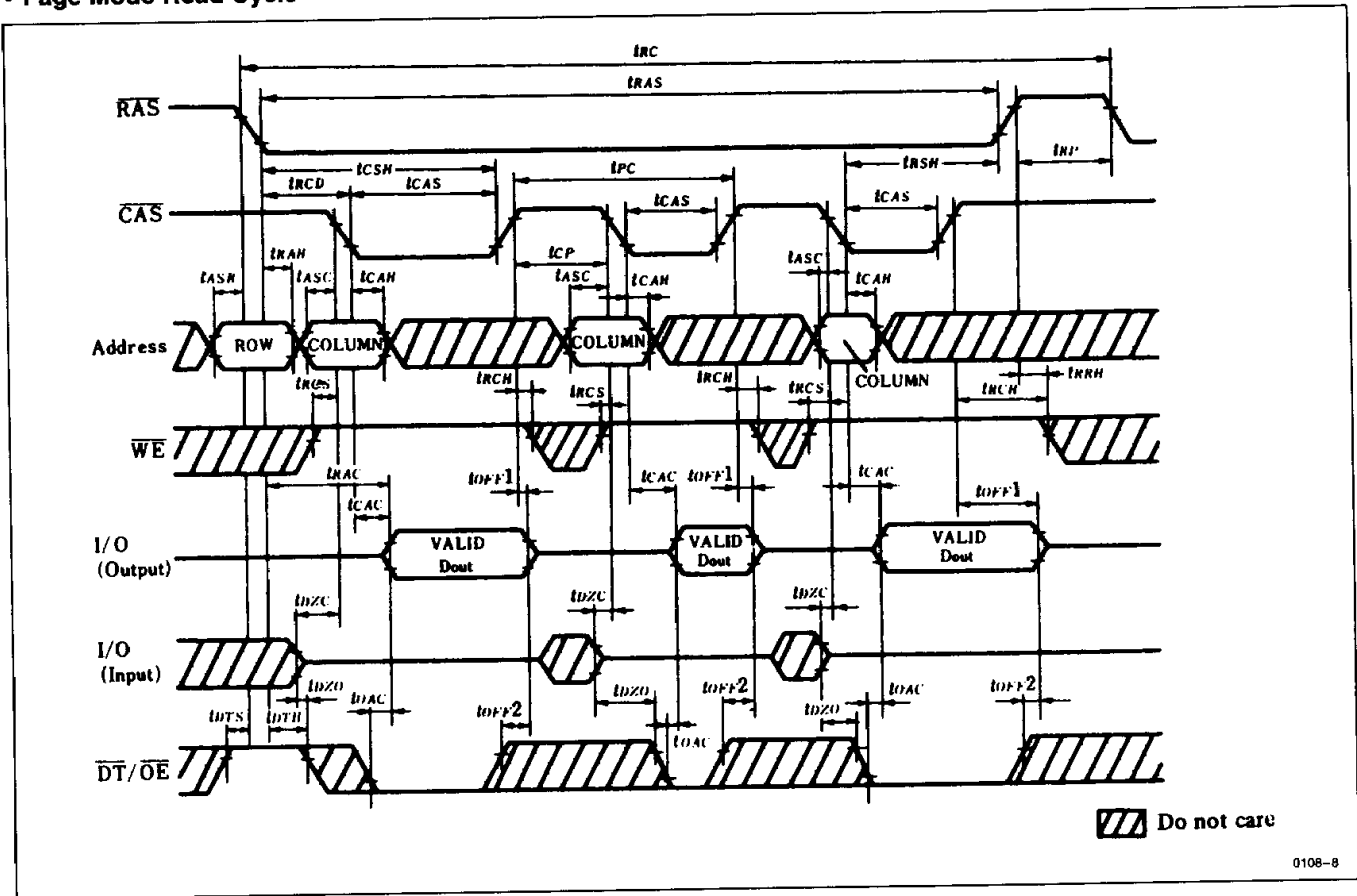 • Page Mode Read Cycle
tRC
tRAS
RAS
tCSH
tPC
tRSH
tRP
tRCD
tCAS
tCAS
tCAS
CAS
tRAH
tCP
tASR
tASC
tCAH
tASC
tCAH
tASC
tCAH
Address
ROW
COLUMN
COLUMN
COLUMN
tRCS
tRCH
tRCS
tRCH
tRCS
tRCH
tRRH
WE
tRAC
tOFF1
tCAC
tOFF1
tCAC
tOFF1
tCAC
I/O
(Output)
VALID
Dout
VALID
Dout
VALID
Dout
tDZC
tDZC
tDZC
I/O
(Input)
tDZO
tOAC
tOFF2
tDZO
tOFF2
tDZO
tOAC
tOFF2
tDTS
tDTH
tOAC
DT/OE
Do not care
0108-8